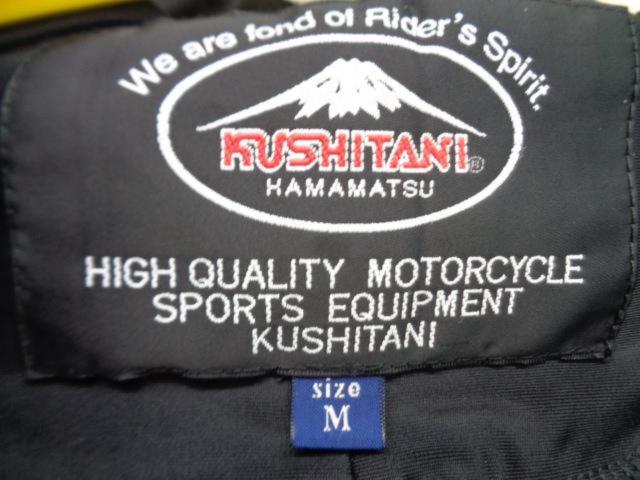 We are fond of Rider's Spirit.
KUSHITANI®
HAMAMATSU
HIGH QUALITY MOTORCYCLE
SPORTS EQUIPMENT
KUSHITANI
size
M